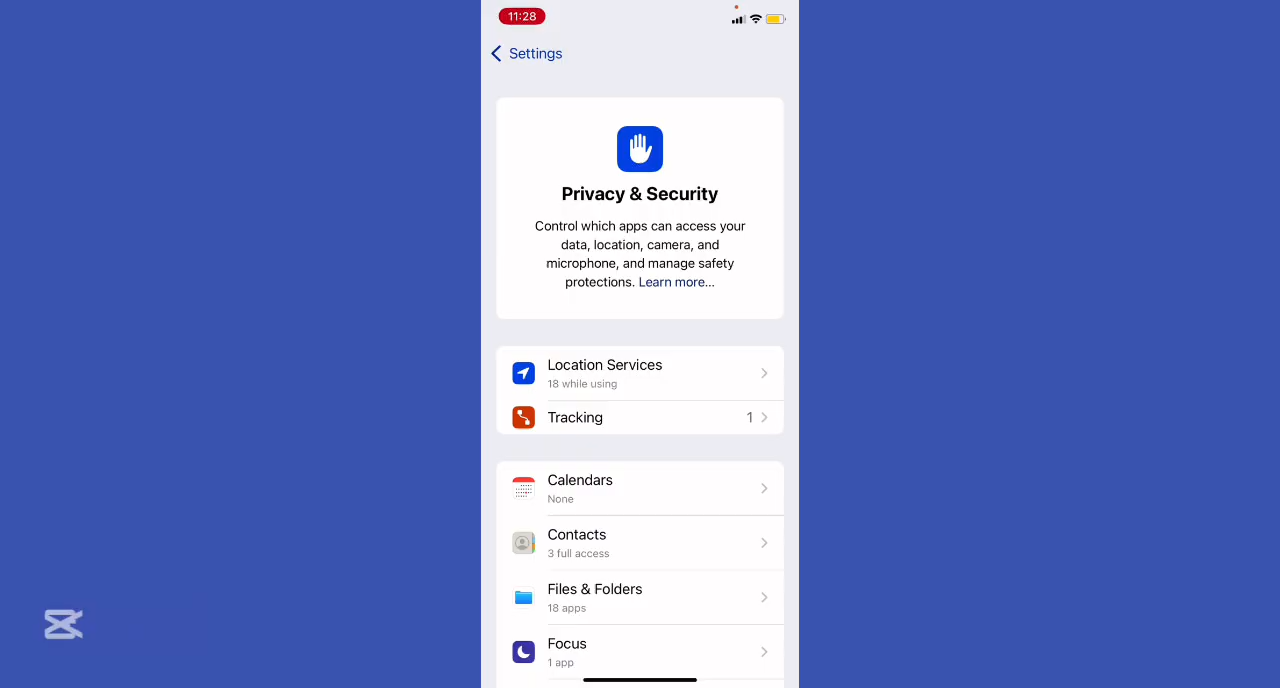 11:28
Settings
Privacy & Security
Control which apps can access your
data, location, camera, and
microphone, and manage safety
protections. Learn more...
Location Services
18 while using
Tracking 1
Calendars
None
Contacts
3 full access
Files & Folders
18 apps
Focus
1 app